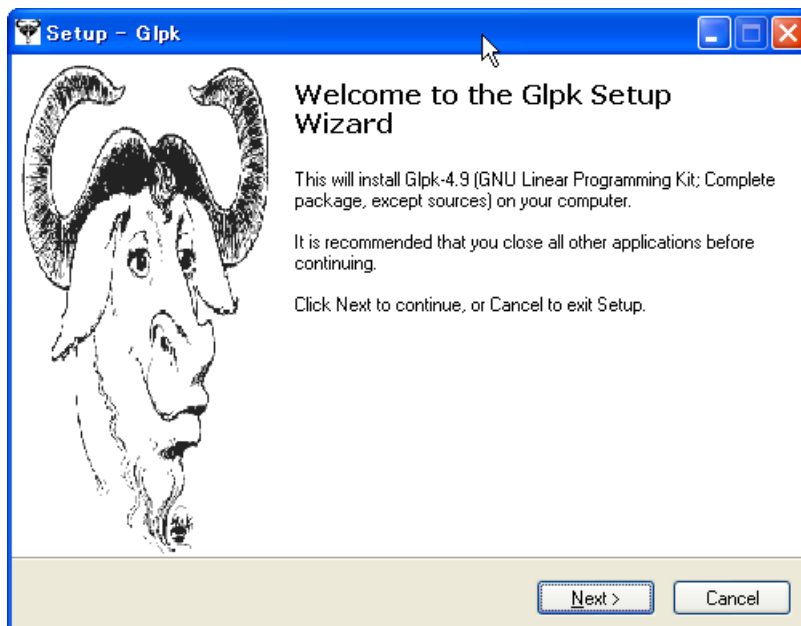 Setup - Glpk
Welcome to the Glpk Setup
Wizard
This will install Glpk-4.9 (GNU Linear Programming Kit; Complete
package, except sources) on your computer.
It is recommended that you close all other applications before
continuing.
Click Next to continue, or Cancel to exit Setup.
Next >
Cancel